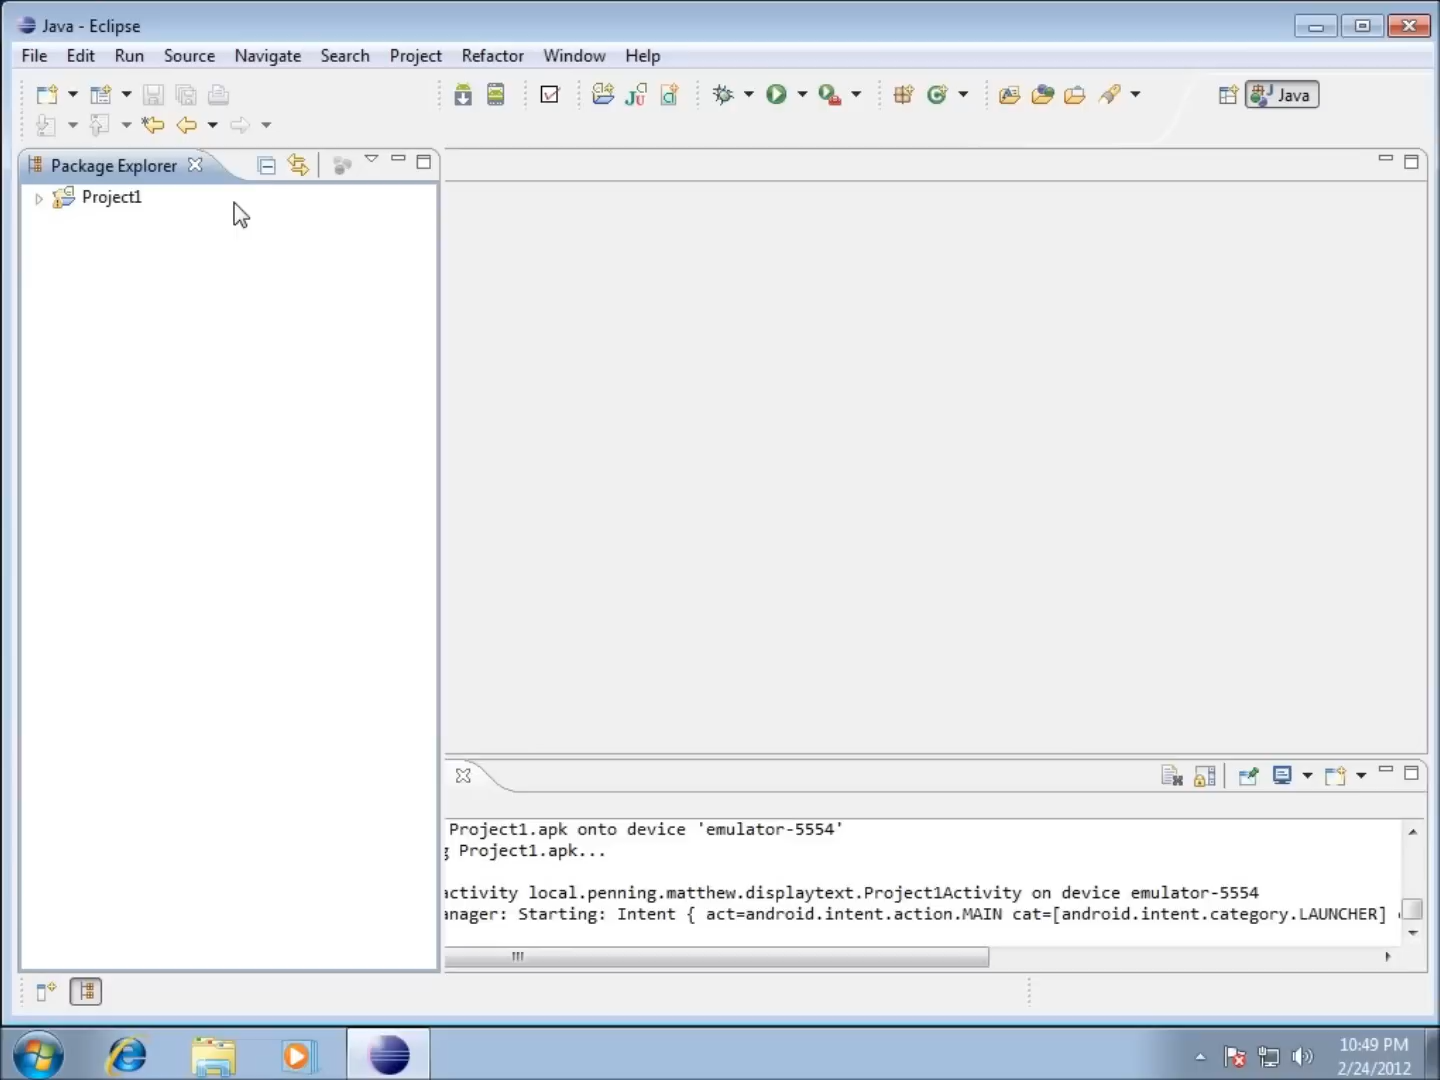 Java - Eclipse
File Edit Run Source Navigate Search Project Refactor Window Help
Java
Package Explorer
Project1
Project1.apk onto device 'emulator-5554'
g Project1.apk...
activity local.penning.matthew.displaytext.Project1Activity on device emulator-5554
anager: Starting: Intent { act=android.intent.action.MAIN cat=[android.intent.category.LAUNCHER]
10:49 PM
2/24/2012